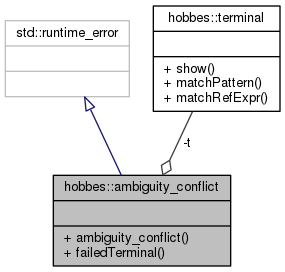 std::runtime_error
hobbes::terminal
+ show()
+ matchPattern()
+ matchRefExpr()
-t
hobbes::ambiguity_conflict
+ ambiguity_conflict()
+ failedTerminal()